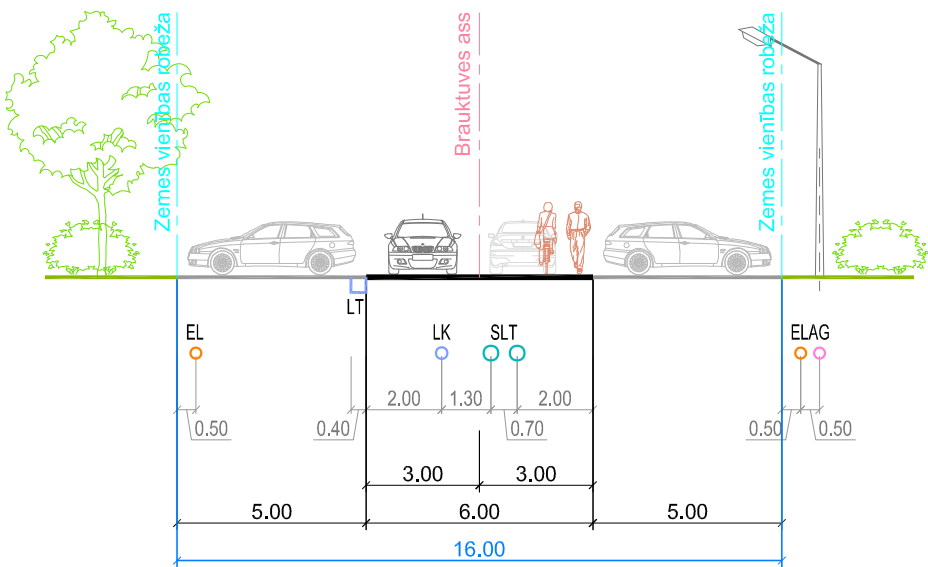 Zemes vienības robeža
Brauktuves ass
Zemes vienības robeža
LT
EL
LK
SLT
ELAG
2.00
1.30
2.00
0.50
0.40
0.70
0.50
0.50
3.00
3.00
5.00
6.00
5.00
16.00